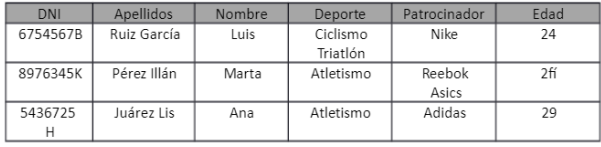 DNI Apellidos Nombre Deporte Patrocinador Edad
6754567B Ruiz García Luis Ciclismo Nike 24
Triatlón
8976345K Pérez Illán Marta Atletismo Reebok 2fí
Asics
5436725 Juárez Lis Ana Atletismo Adidas 29
H